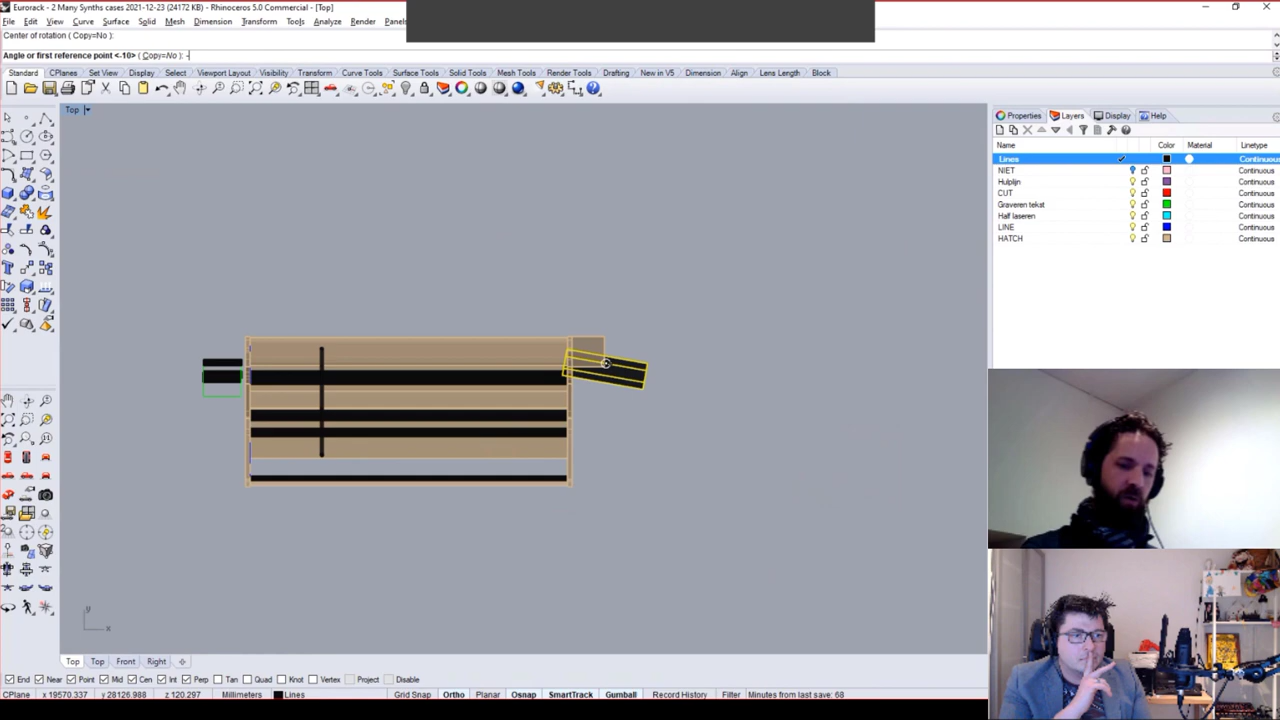 Eurorack - 2 Many Synths cases 2021-12-23 (24172 KB) - Rhinoceros 5.0 Commercial - [Top]
File Edit View Curve Surface Solid Mesh Dimension Transform Tools Analyze Render Panels
Center of rotation ( Copy=No ):
Angle or first reference point <-10> ( Copy=No ): -
Standard CPlanes Set View Display Select Viewport Layout Visibility Transform Curve Tools Surface Tools Solid Tools Mesh Tools Render Tools Drafting New in V5 Dimension Align Lens Length Block
Top
Properties Layers Display Help
Name Color Material Linetype
Lines Continuous
NIET Continuous
Hulplijn Continuous
CUT Continuous
Graveren tekst Continuous
Half laseren Continuous
LINE Continuous
HATCH Continuous
y
x
Top Top Front Right
End Near Point Mid Cen Int Perp Tan Quad Knot Vertex Project Disable
CPlane x 19570.337 y 28126.988 z 120.297 Millimeters Lines Grid Snap Ortho Planar Osnap SmartTrack Gumball Record History Filter Minutes from last save: 68